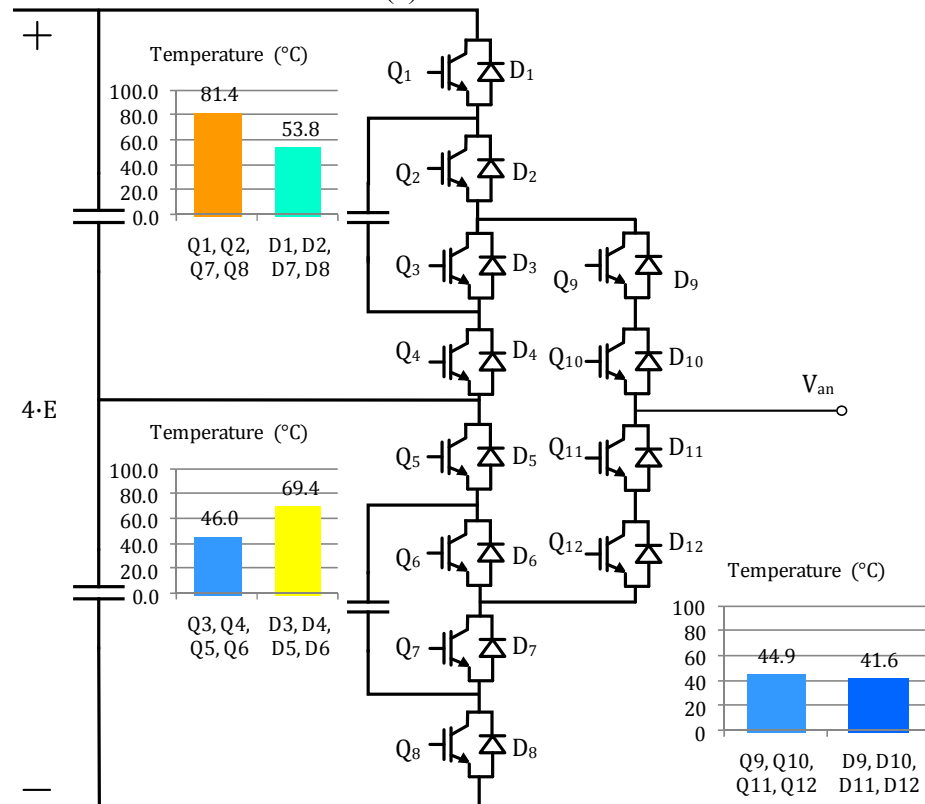 +
Temperature (°C)
100.0
80.0
60.0
40.0
20.0
0.0
81.4
53.8
Q1, Q2,
Q7, Q8
D1, D2,
D7, D8
Q1
D1
Q2
D2
Q3
D3
Q4
D4
Q9
D9
Q10
D10
Van
4·E
Temperature (°C)
100.0
80.0
60.0
40.0
20.0
0.0
46.0
69.4
Q3, Q4,
Q5, Q6
D3, D4,
D5, D6
Q5
D5
Q6
D6
Q7
D7
Q8
D8
Q11
D11
Q12
D12
Temperature (°C)
100
80
60
40
20
0
44.9
41.6
Q9, Q10,
Q11, Q12
D9, D10,
D11, D12
—